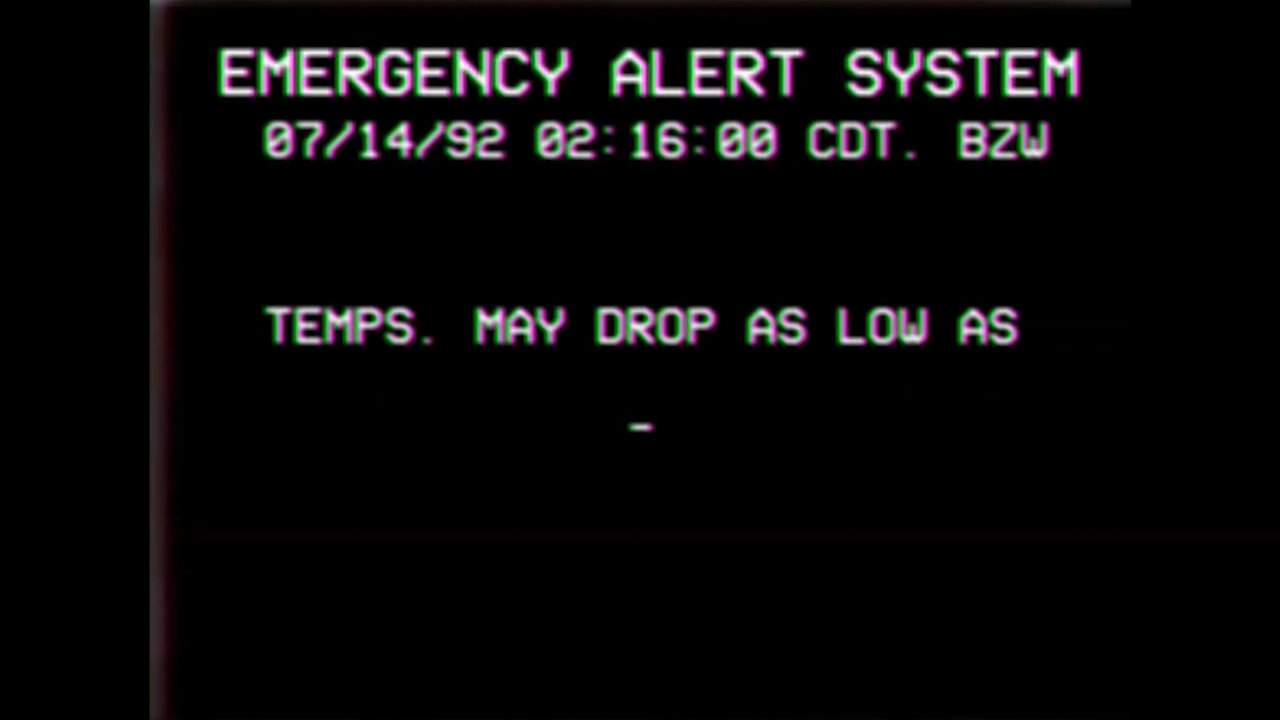 EMERGENCY ALERT SYSTEM
07/14/92 02:16:00 CDT. BZW
TEMPS. MAY DROP AS LOW AS
-